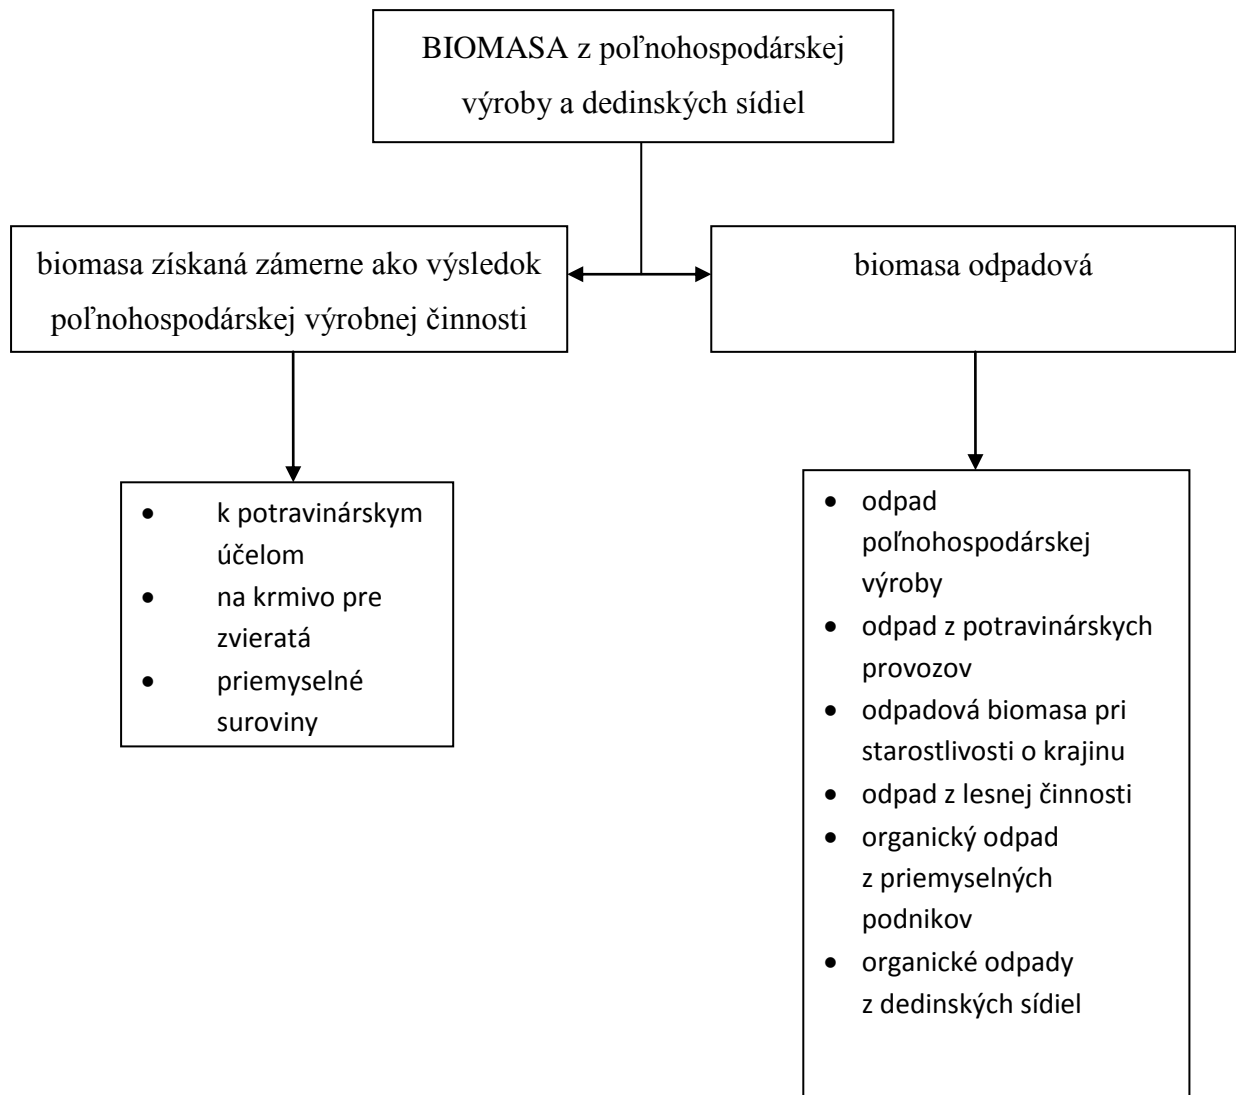 BIOMASA z poľnohospodárskej
výroby a dedinských sídiel
biomasa získaná zámerne ako výsledok
poľnohospodárskej výrobnej činnosti
biomasa odpadová
• k potravinárskym
účelom
• na krmivo pre
zvieratá
• priemyselné
suroviny
• odpad
poľnohospodárskej
výroby
• odpad z potravinárskych
provozov
• odpadová biomasa pri
starostlivosti o krajinu
• odpad z lesnej činnosti
• organický odpad
z priemyselných
podnikov
• organické odpady
z dedinských sídiel